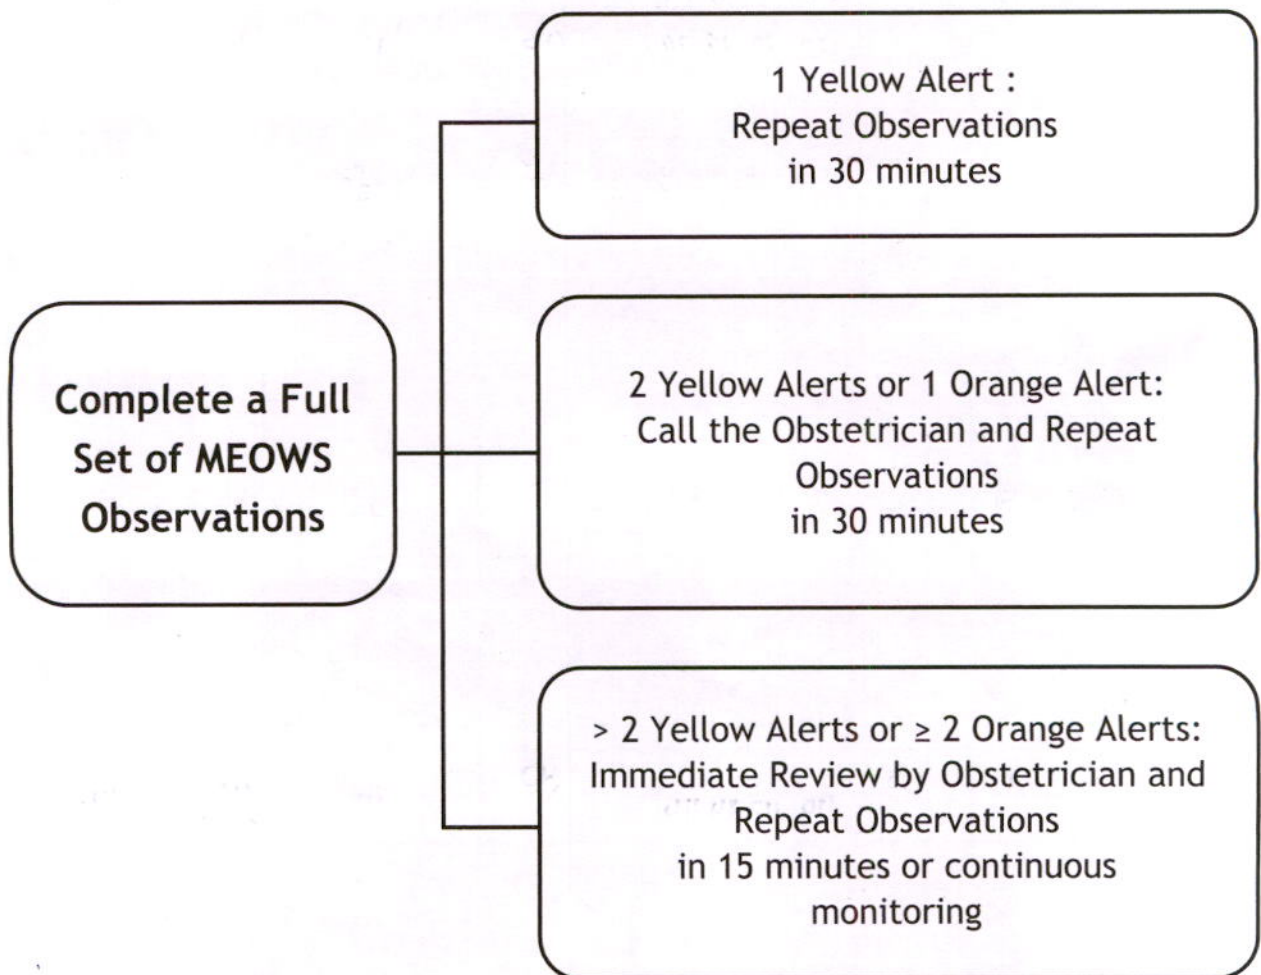 1 Yellow Alert :
Repeat Observations
in 30 minutes
Complete a Full
Set of MEOWS
Observations
2 Yellow Alerts or 1 Orange Alert:
Call the Obstetrician and Repeat
Observations
in 30 minutes
> 2 Yellow Alerts or ≥ 2 Orange Alerts:
Immediate Review by Obstetrician and
Repeat Observations
in 15 minutes or continuous
monitoring